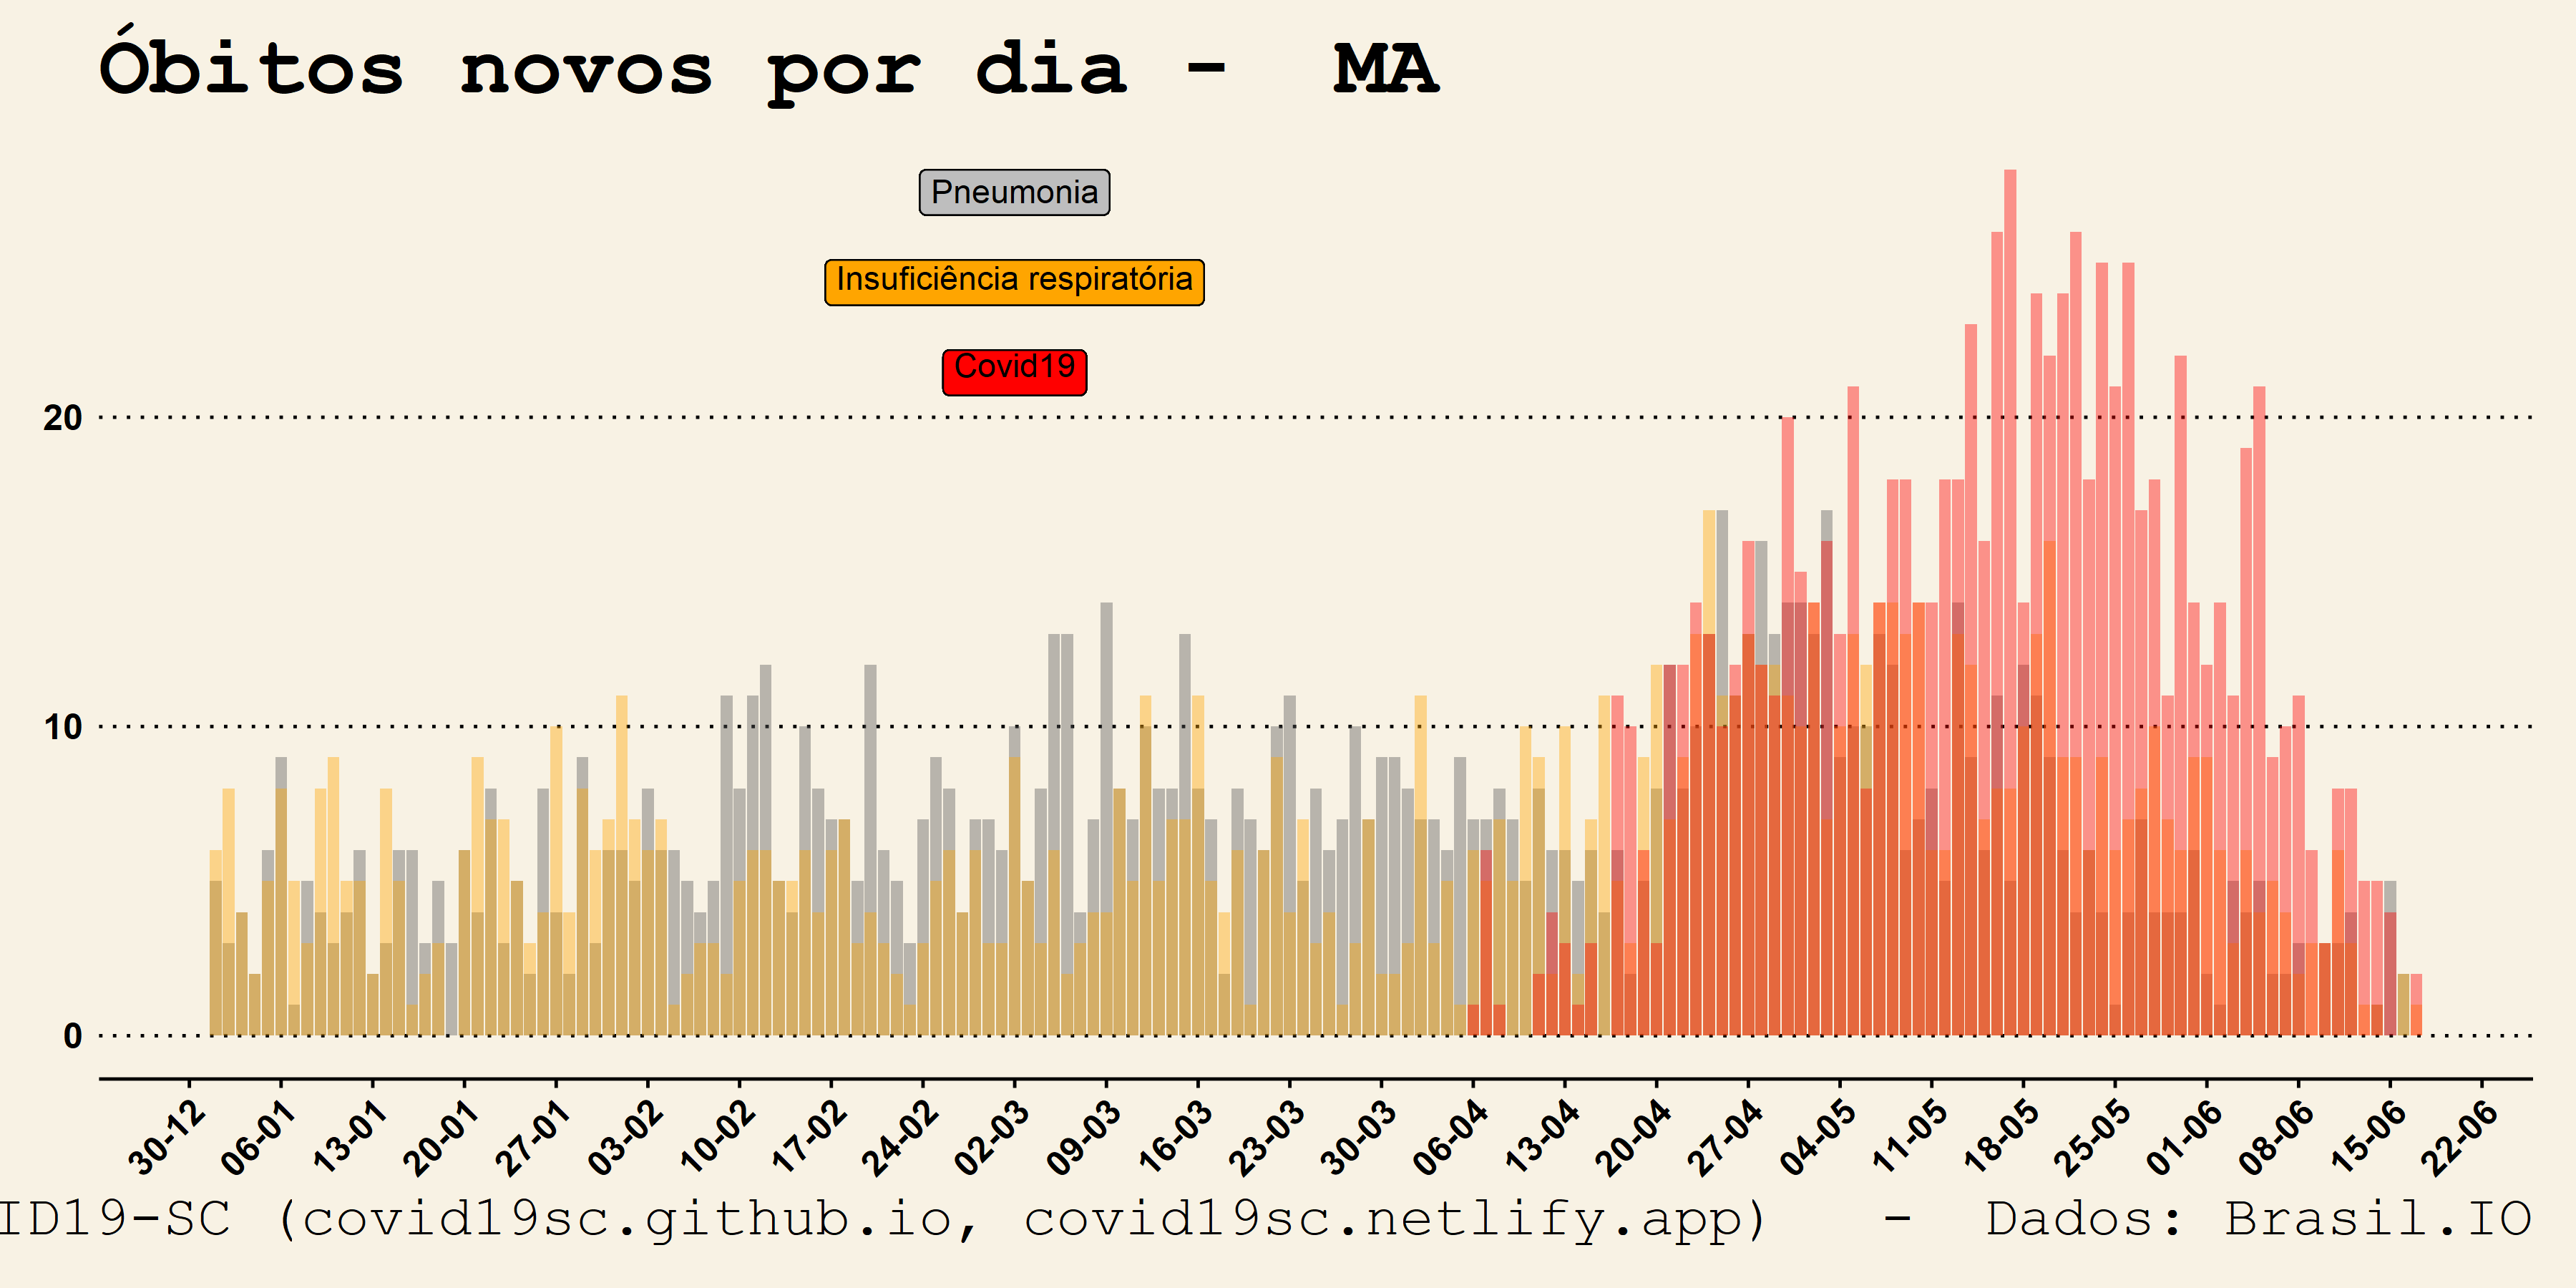 Óbitos novos por dia - MA
Pneumonia
Insuficiência respiratória
Covid19
20
10
0
30-12 06-01 13-01 20-01 27-01 03-02 10-02 17-02 24-02 02-03 09-03 16-03 23-03 30-03 06-04 13-04 20-04 27-04 04-05 11-05 18-05 25-05 01-06 08-06 15-06 22-06
ID19-SC (covid19sc.github.io, covid19sc.netlify.app) - Dados: Brasil.IO